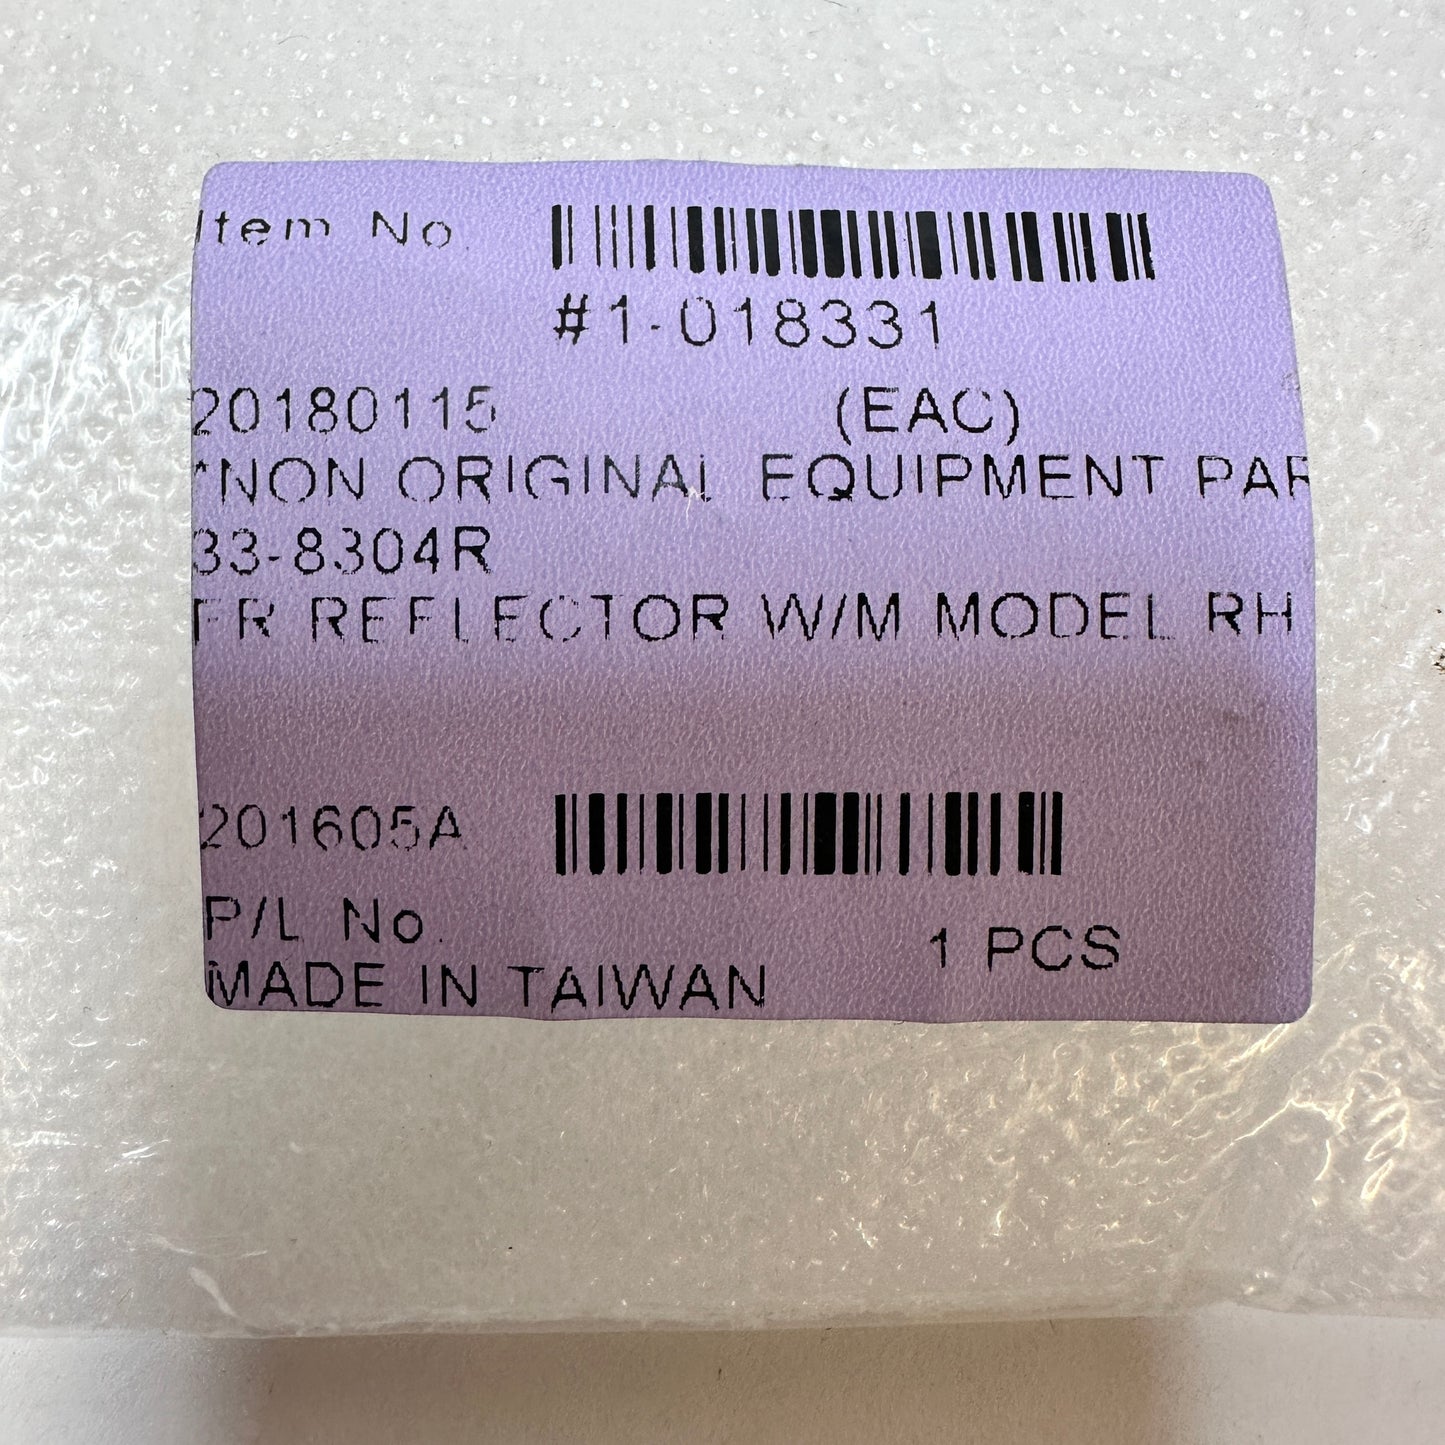 Item No.
#1-018331
20180115 (EAC)
*NON ORIGINAL EQUIPMENT PAR
33-8304R
FR REFLECTOR W/M MODEL RH
201605A
P/L No.
1 PCS
MADE IN TAIWAN